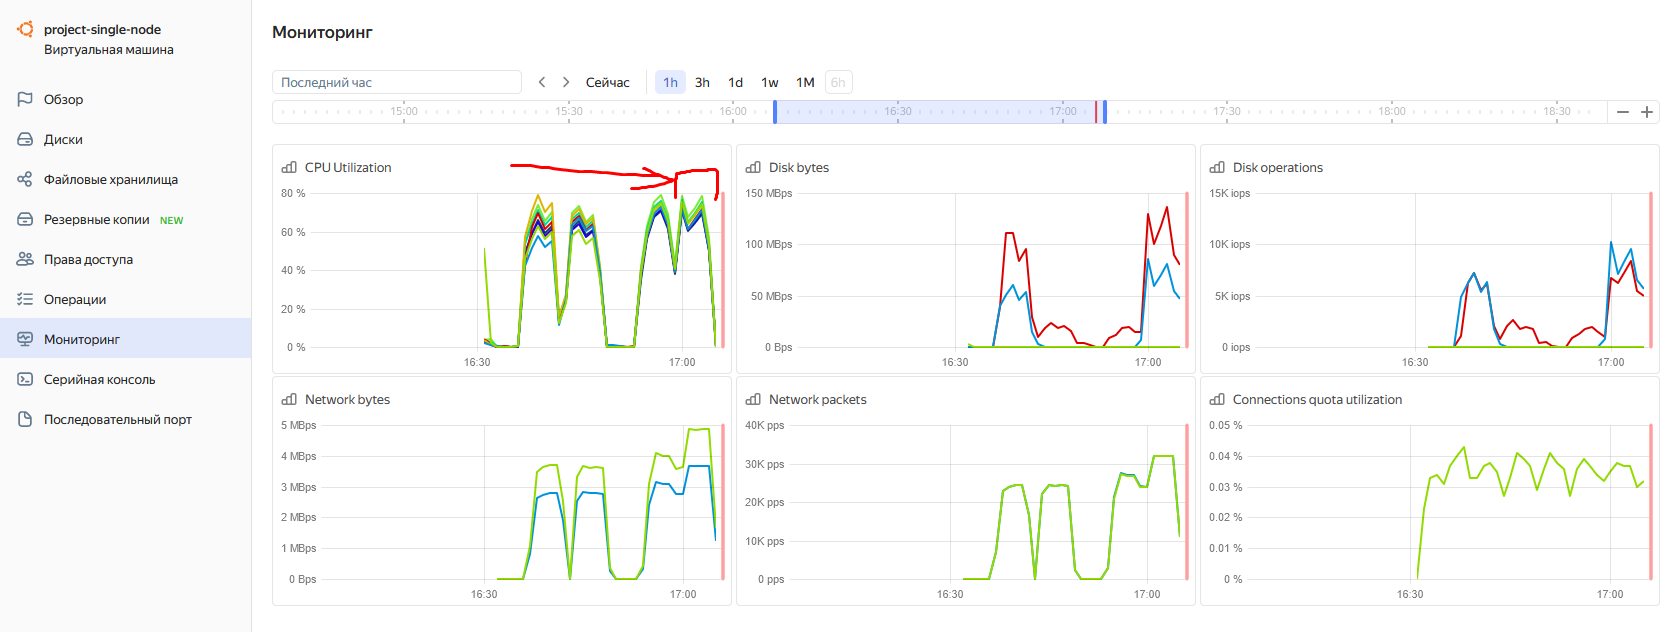 project-single-node
Виртуальная машина
Обзор
Диски
Файловые хранилища
Резервные копии NEW
Права доступа
Операции
Мониторинг
Серийная консоль
Последовательный порт
Мониторинг
Последний час
Сейчас
1h 3h 1d 1w 1M 6h
15:00 15:30 16:00 16:30 17:00 17:30 18:00 18:30
CPU Utilization
80 %
60 %
40 %
20 %
0 %
16:30 17:00
Disk bytes
150 MBps
100 MBps
50 MBps
0 Bps
16:30 17:00
Disk operations
15K iops
10K iops
5K iops
0 iops
16:30 17:00
Network bytes
5 MBps
4 MBps
3 MBps
2 MBps
1 MBps
0 Bps
16:30 17:00
Network packets
40K pps
30K pps
20K pps
10K pps
0 pps
16:30 17:00
Connections quota utilization
0.05 %
0.04 %
0.03 %
0.02 %
0.01 %
0 %
16:30 17:00